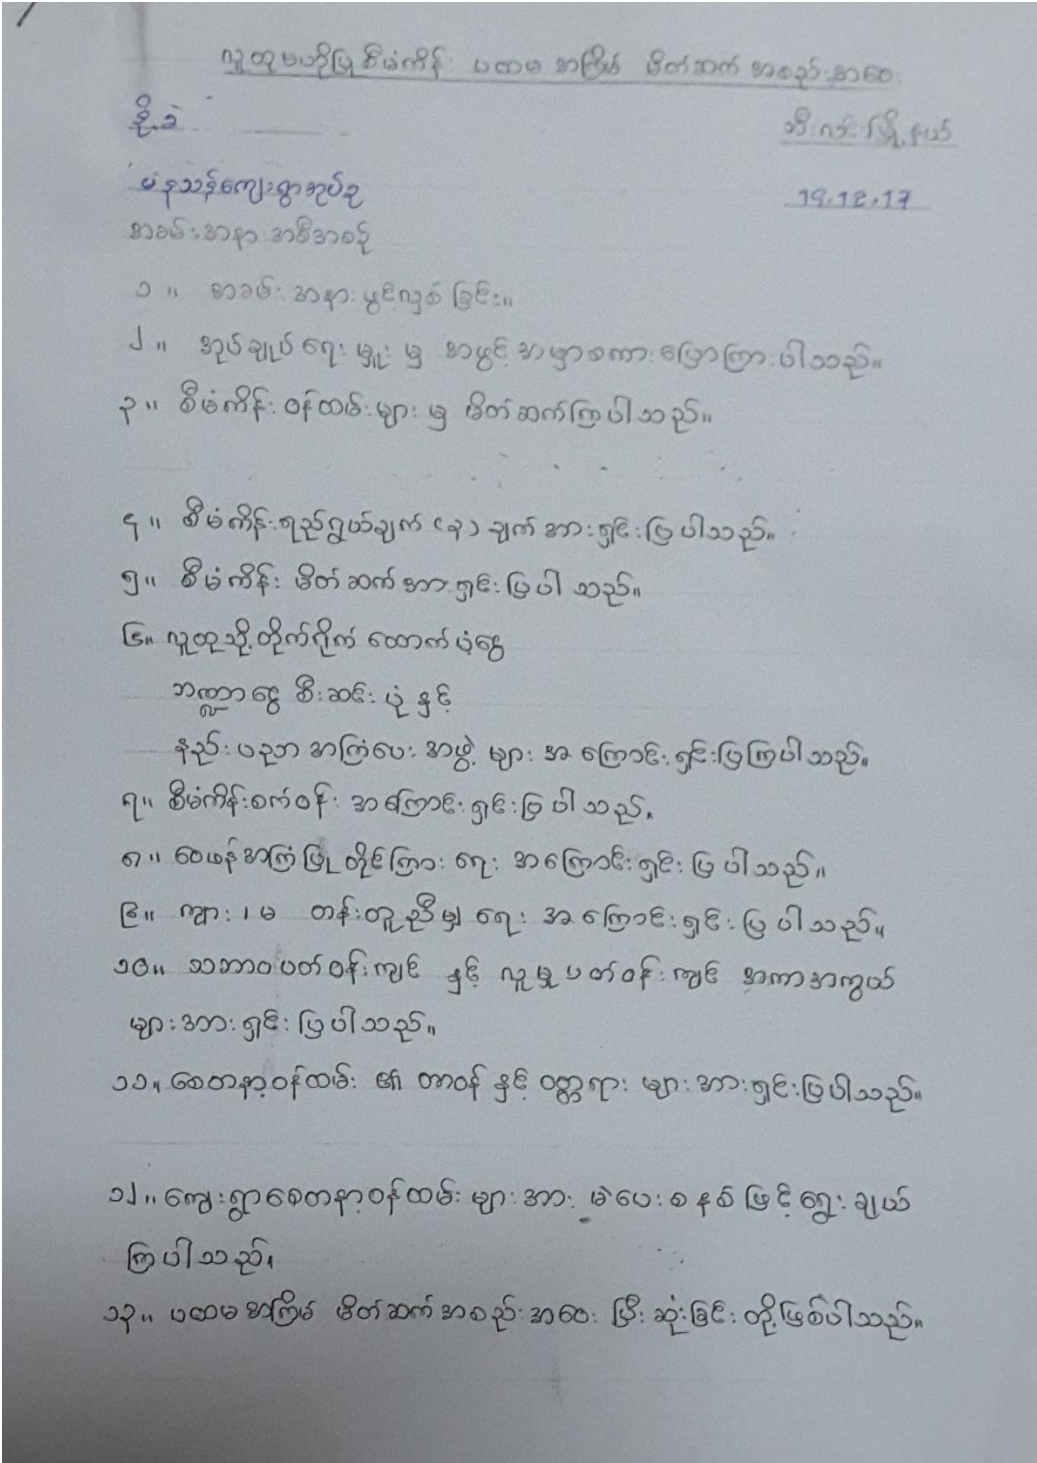 လူထုဗဟိုပြုစီမံကိန်း ပထမ အကြိမ် မိတ်ဆက် အစည်းအဝေး
နို့ခဲ
သီးကုန်းမြို့နယ်
မံနသန်ကျေးရွာအုပ်စု
19.12.17
အခမ်းအနား အစီအစဉ်
၁ ။ အခမ်းအနား ဖွင့်လှစ် ခြင်း။
၂ ။ အုပ်ချုပ် ရေး မှူး မှ အဖွင့် အမှာစကား ပြောကြား ပါသည်။
၃ ။ စီမံကိန်း ဝန်ထမ်းများ မှ မိတ်ဆက်ကြပါသည်။
၄ ။ စီမံကိန်းရည်ရွယ်ချက် (၃) ချက် အားရှင်းပြပါသည်။
၅။ စီမံကိန်း မိတ်ဆက်အားရှင်းပြပါ သည်။
၆။ လူထုသို့တိုက်ရိုက် ထောက်ပံ့ငွေ
ဘဏ္ဍာငွေ စီးဆင်း ပုံ နှင့်
နည်းပညာ အကြံပေး အဖွဲ့ များ အကြောင်းရှင်းပြကြပါသည်။
၇။ စီမံကိန်းစက်ဝန်း အကြောင်းရှင်းပြပါသည်။
၈ ။ ဝေဖန်အကြံပြု တိုင်ကြား ရေး အကြောင်းရှင်း ပြပါသည်။
၉။ ကျား ၊ မ တန်းတူညီမျှ ရေး အကြောင်းရှင်း ပြပါသည်။
၁၀။ သဘာဝပတ်ဝန်းကျင် နှင့် လူမှုပတ်ဝန်းကျင် အကာအကွယ်
များအားရှင်းပြပါသည်။
၁၁။ စေတနာ့ဝန်ထမ်း ၏ တာဝန် နှင့် ဝတ္တရား များအားရှင်းပြပါသည်။
၁၂။ ကျေးရွာစေတနာ့ဝန်ထမ်း များအား မဲပေးစနစ်ဖြင့်ရွေးချယ်
ကြပါသည်။
၁၃။ ပထမအကြိမ် မိတ်ဆက်အစည်းအဝေး ပြီးဆုံးခြင်း တို့ဖြစ်ပါသည်။